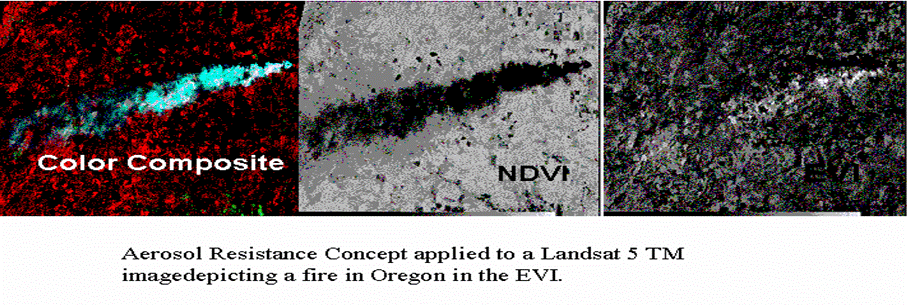 Color Composite
NDVI
EVI
Aerosol Resistance Concept applied to a Landsat 5 TM
imagedepicting a fire in Oregon in the EVI.